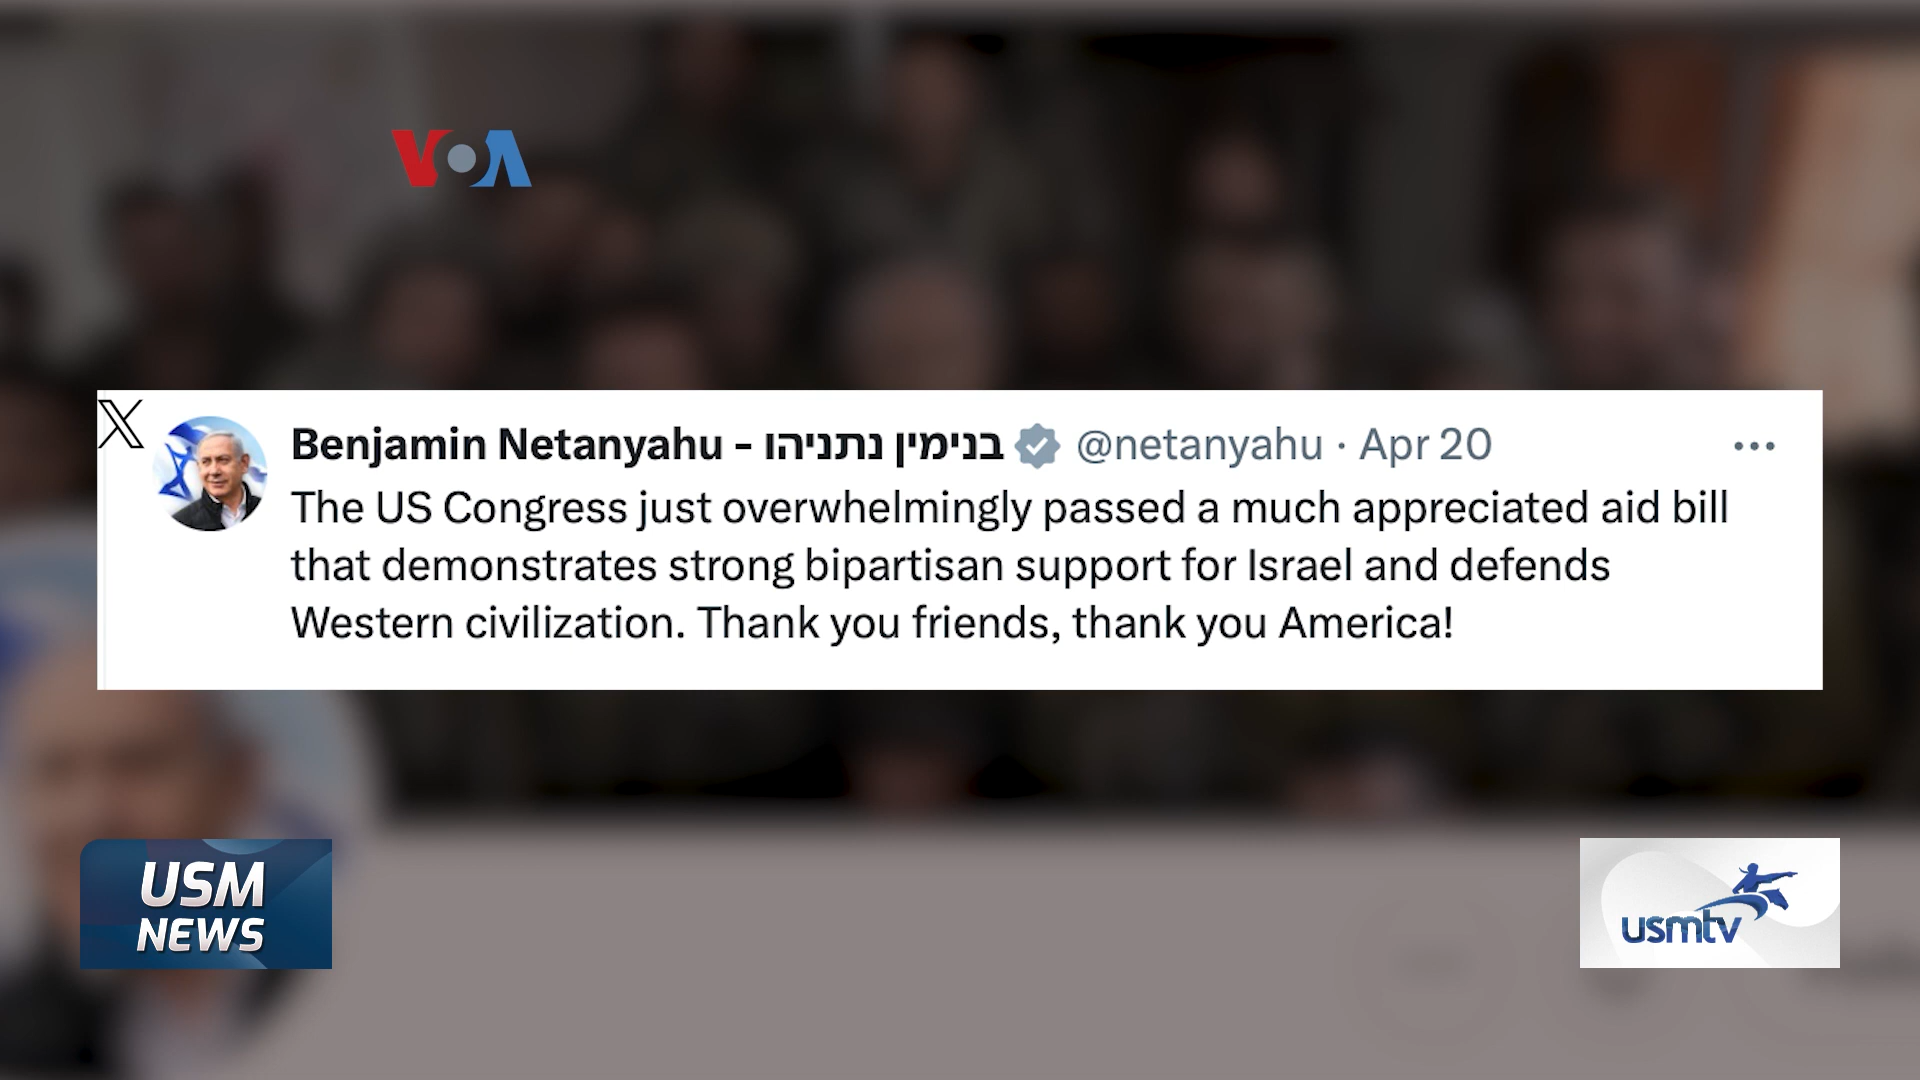 VOA
Benjamin Netanyahu - בנימין נתניהו @netanyahu · Apr 20
The US Congress just overwhelmingly passed a much appreciated aid bill
that demonstrates strong bipartisan support for Israel and defends
Western civilization. Thank you friends, thank you America!
USM
NEWS
usmtv